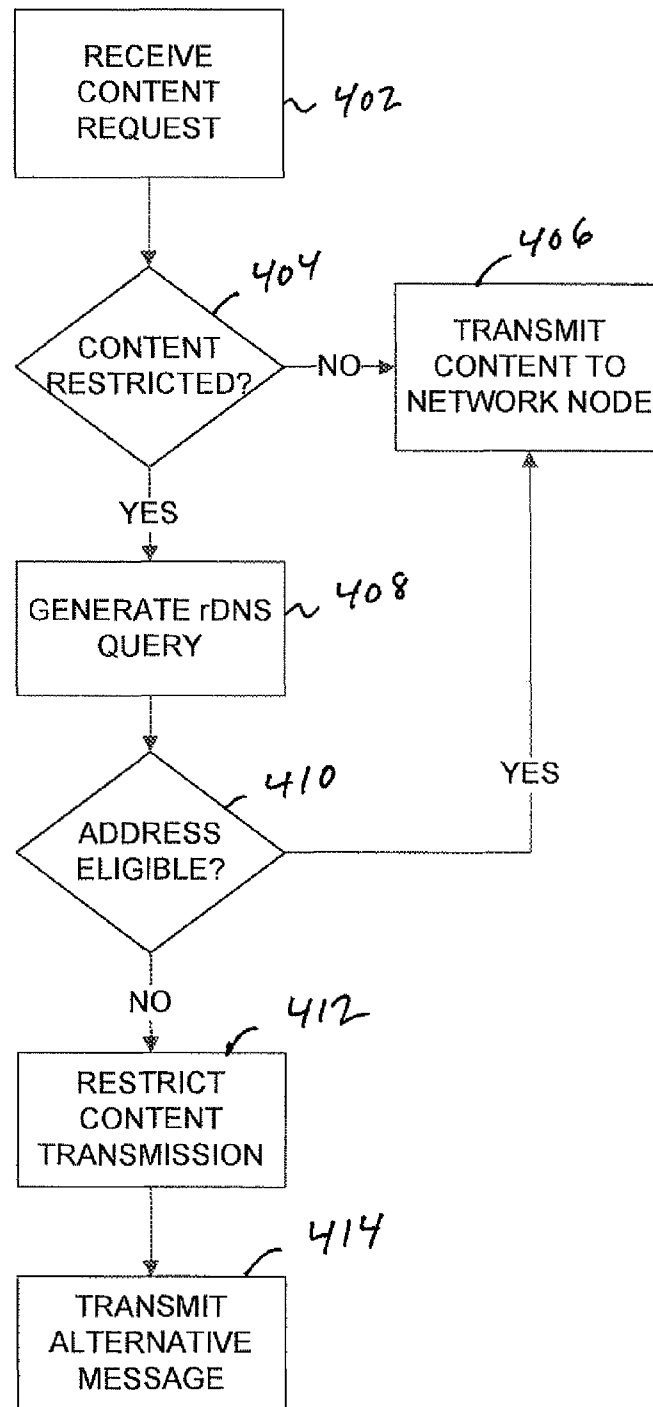 RECEIVE
CONTENT
REQUEST
402
404
406
CONTENT
RESTRICTED?
NO
TRANSMIT
CONTENT TO
NETWORK NODE
YES
GENERATE rDNS
QUERY
408
410
ADDRESS
ELIGIBLE?
YES
NO
412
RESTRICT
CONTENT
TRANSMISSION
414
TRANSMIT
ALTERNATIVE
MESSAGE